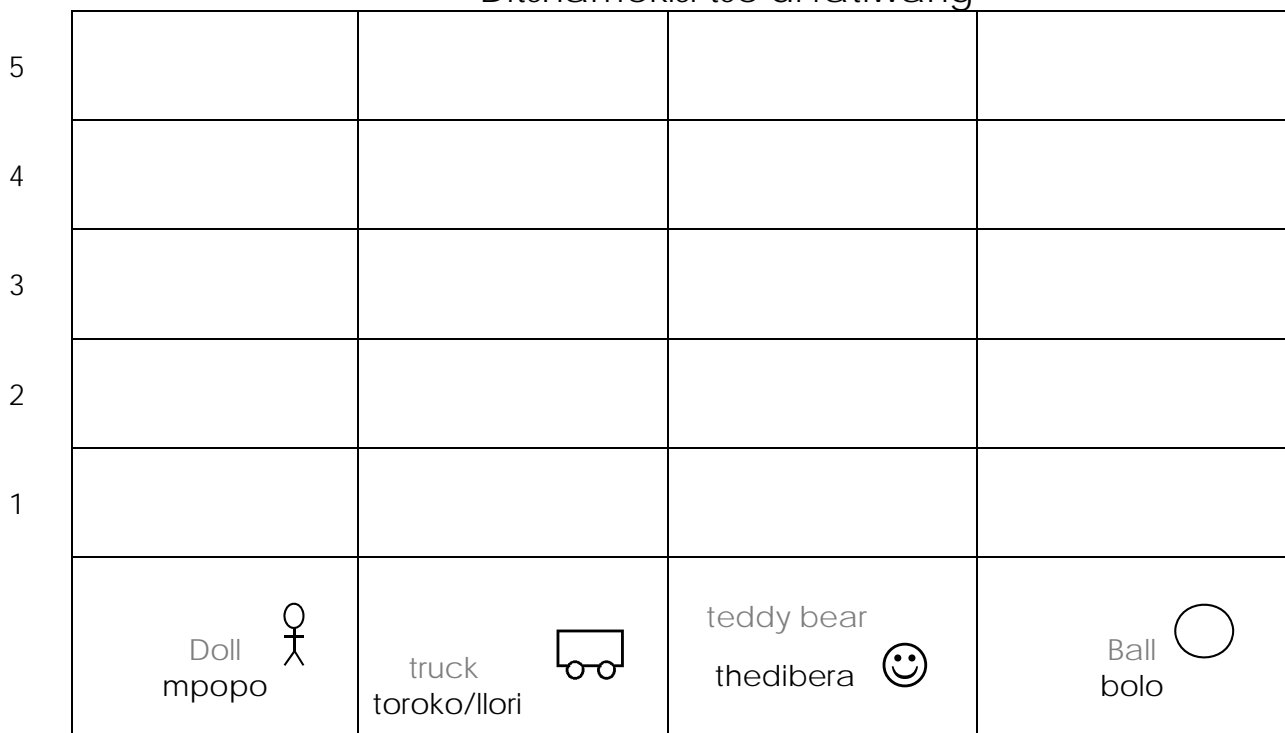 5
4
3
2
1
Doll
mpopo
truck
toroko/llori
teddy bear
thedibera
Ball
bolo